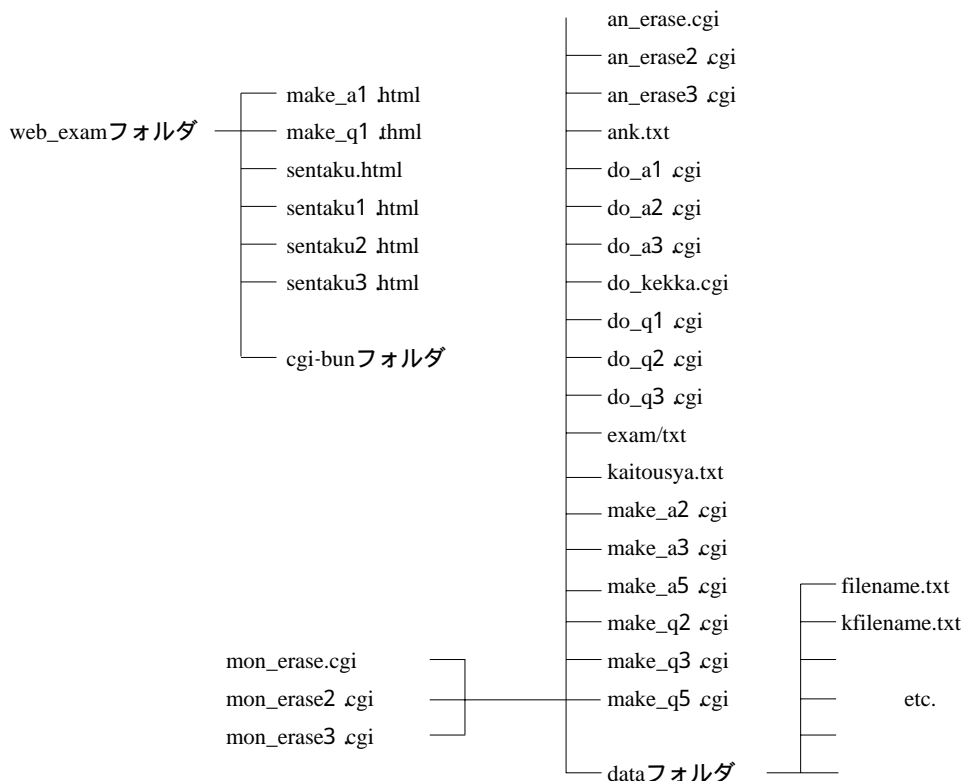 web_examフォルダ
make_a1.html
make_q1.thml
sentaku.html
sentaku1.html
sentaku2.html
sentaku3.html
cgi-bunフォルダ
an_erase.cgi
an_erase2.cgi
an_erase3.cgi
ank.txt
do_a1.cgi
do_a2.cgi
do_a3.cgi
do_kekka.cgi
do_q1.cgi
do_q2.cgi
do_q3.cgi
exam/txt
kaitousya.txt
make_a2.cgi
make_a3.cgi
make_a5.cgi
make_q2.cgi
make_q3.cgi
make_q5.cgi
dataフォルダ
mon_erase.cgi
mon_erase2.cgi
mon_erase3.cgi
filename.txt
kfilename.txt
etc.